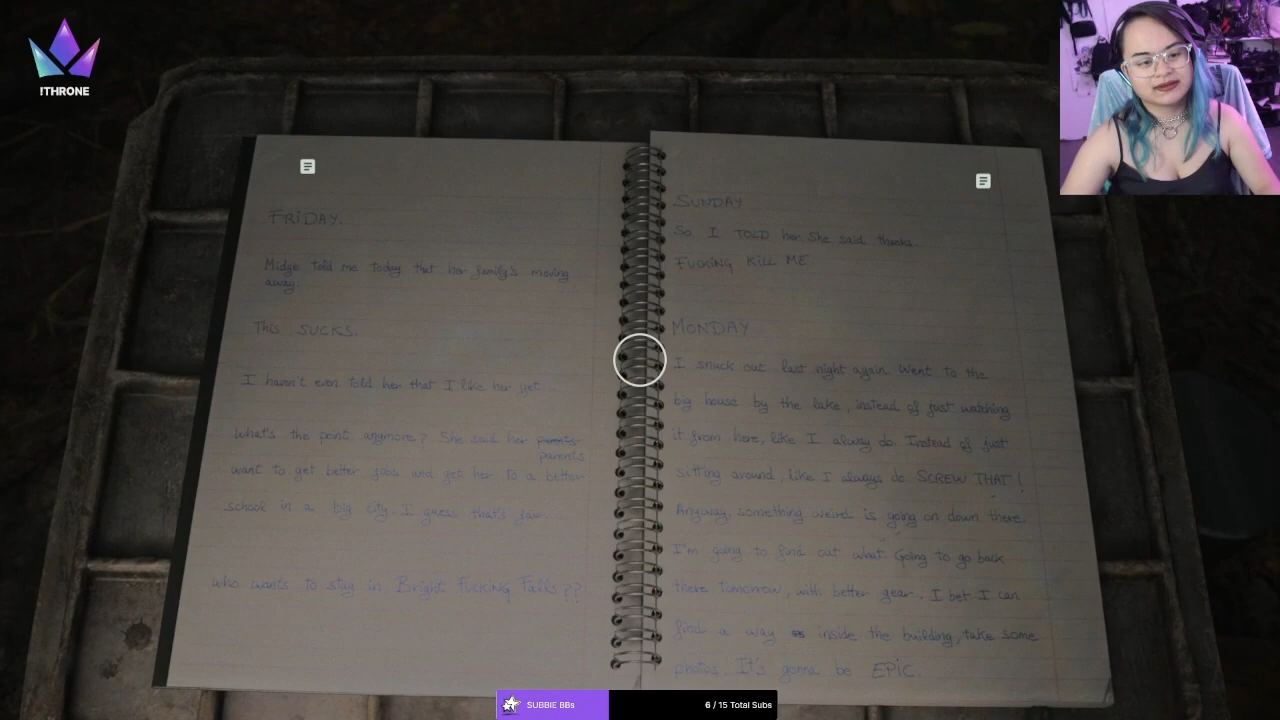 !THRONE
FRIDAY.
Midge told me today that her family's moving
away.
This SUCKS.
I haven't even told her that I like her yet.
What's the point anymore? She said her parents
parents
want to get better jobs and get her to a better
school in a big city. I guess that's fair...
who wants to stay in Bright FUCKING Falls??
SUNDAY
So I TOLD her. She said thanks.
FUCKING KILL ME
MONDAY
I snuck out last night again. Went to the
big house by the lake, instead of just watching
it from here, like I alway do. Instead of just
sitting around, like I always do. SCREW THAT!
Anyway, something weird is going on down there.
I'm going to find out what. Going to go back
there tomorrow, with better gear. I bet I can
find a way inside the building, take some
photos. It's gonna be EPIC.
SUBBIE BBs
6 / 15 Total Subs